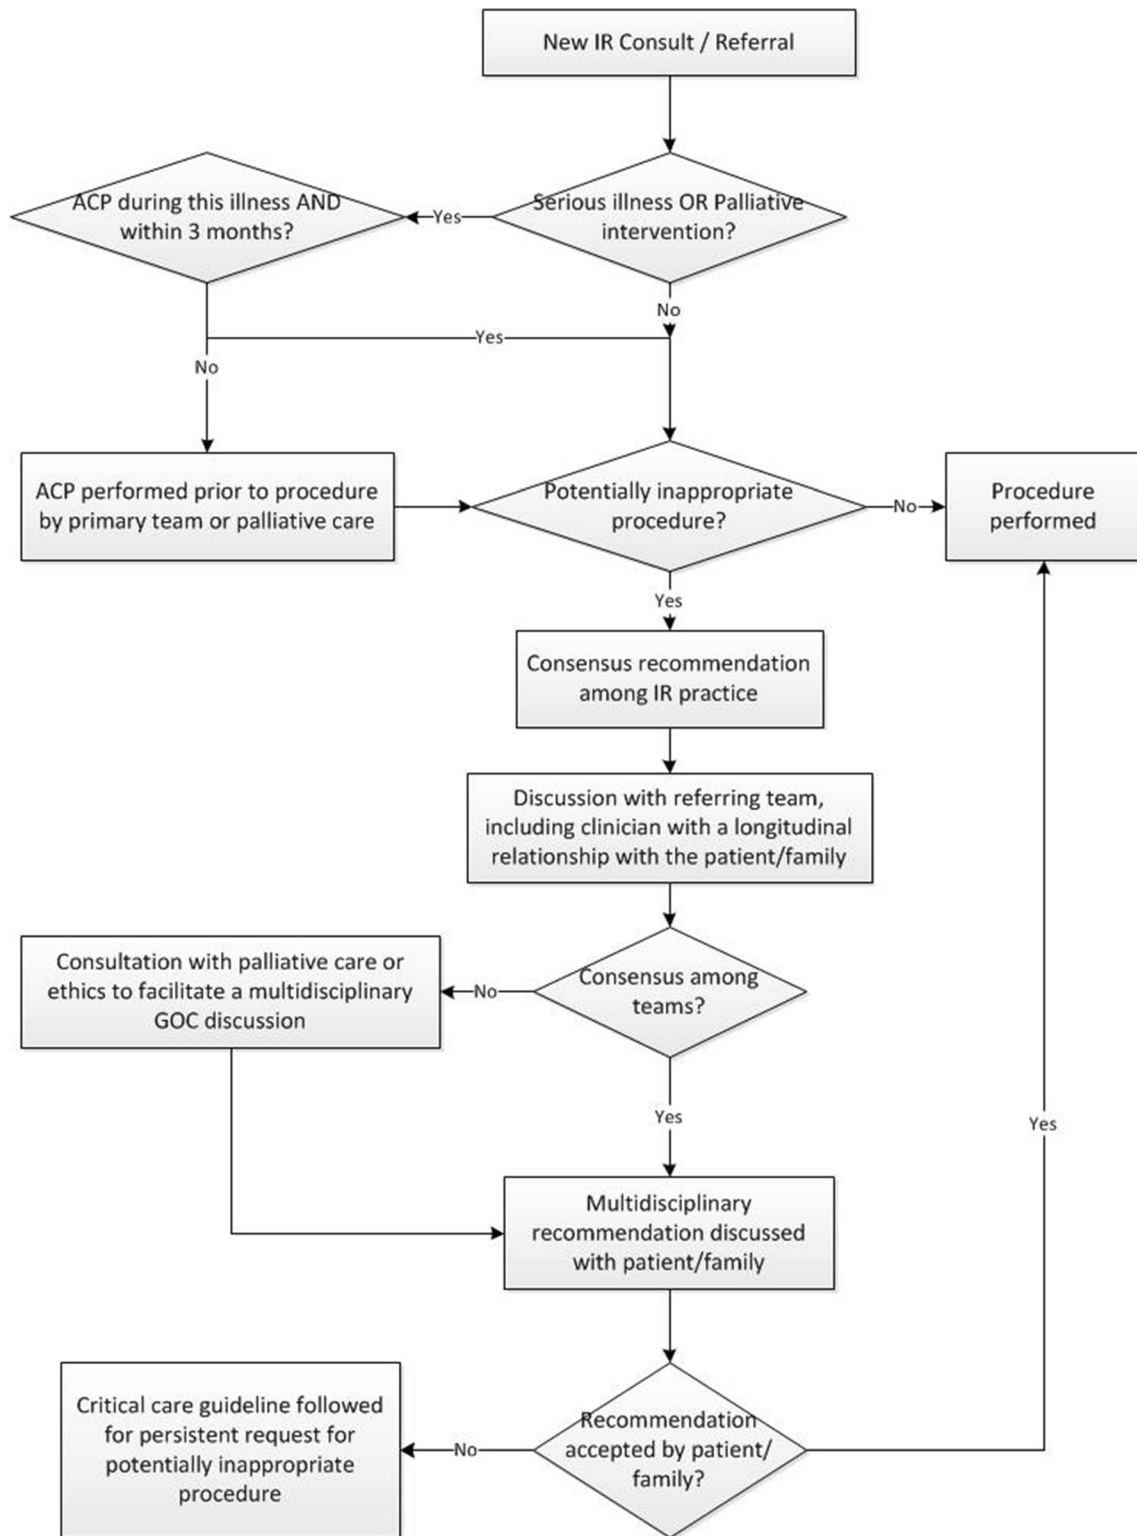 New IR Consult / Referral
ACP during this illness AND
within 3 months?
Yes
Serious illness OR Palliative
intervention?
No
Yes
No
ACP performed prior to procedure
by primary team or palliative care
Potentially inappropriate
procedure?
No
Procedure
performed
Yes
Consensus recommendation
among IR practice
Discussion with referring team,
including clinician with a longitudinal
relationship with the patient/family
Consultation with palliative care or
ethics to facilitate a multidisciplinary
GOC discussion
No
Consensus among
teams?
Yes
Yes
Multidisciplinary
recommendation discussed
with patient/family
Critical care guideline followed
for persistent request for
potentially inappropriate
procedure
No
Recommendation
accepted by patient/
family?